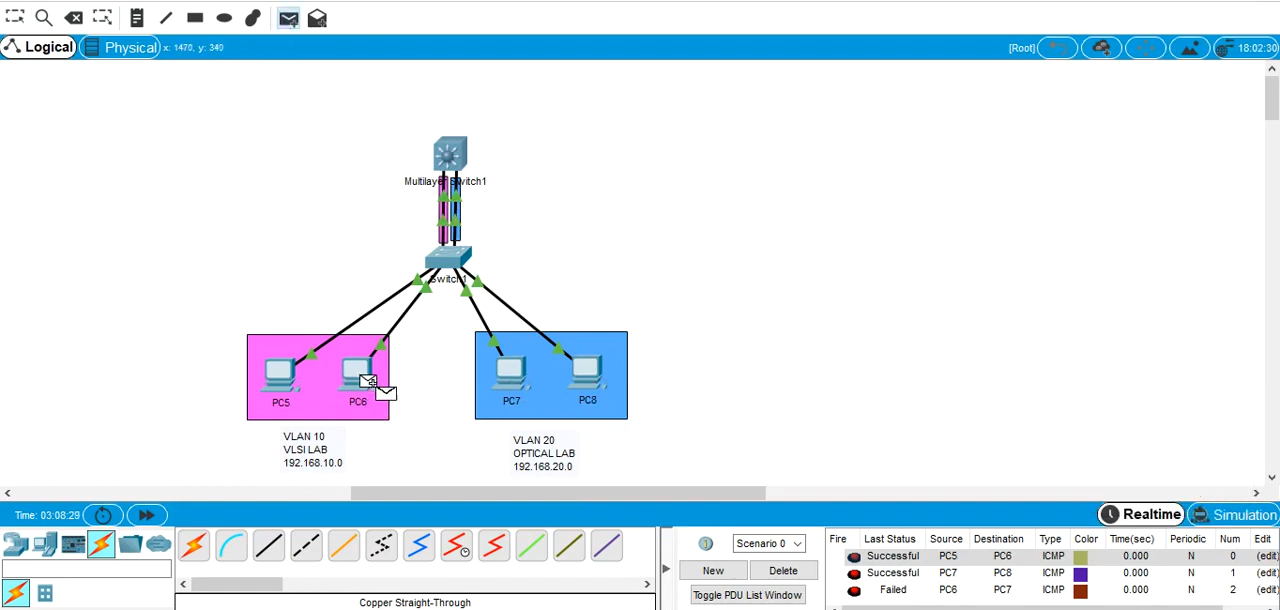 Logical Physical x: 1470, y: 340 [Root] 18:02:30
Multilayer Switch1
Switch1
PC5 PC6 PC7 PC8
VLAN 10
VLSI LAB
192.168.10.0
VLAN 20
OPTICAL LAB
192.168.20.0
Time: 03:08:29 Realtime Simulation
Scenario 0
New Delete
Toggle PDU List Window
Copper Straight-Through
Fire Last Status Source Destination Type Color Time(sec) Periodic Num Edit
Successful PC5 PC6 ICMP 0.000 N 0 (edit)
Successful PC7 PC8 ICMP 0.000 N 1 (edit)
Failed PC6 PC7 ICMP 0.000 N 2 (edit)